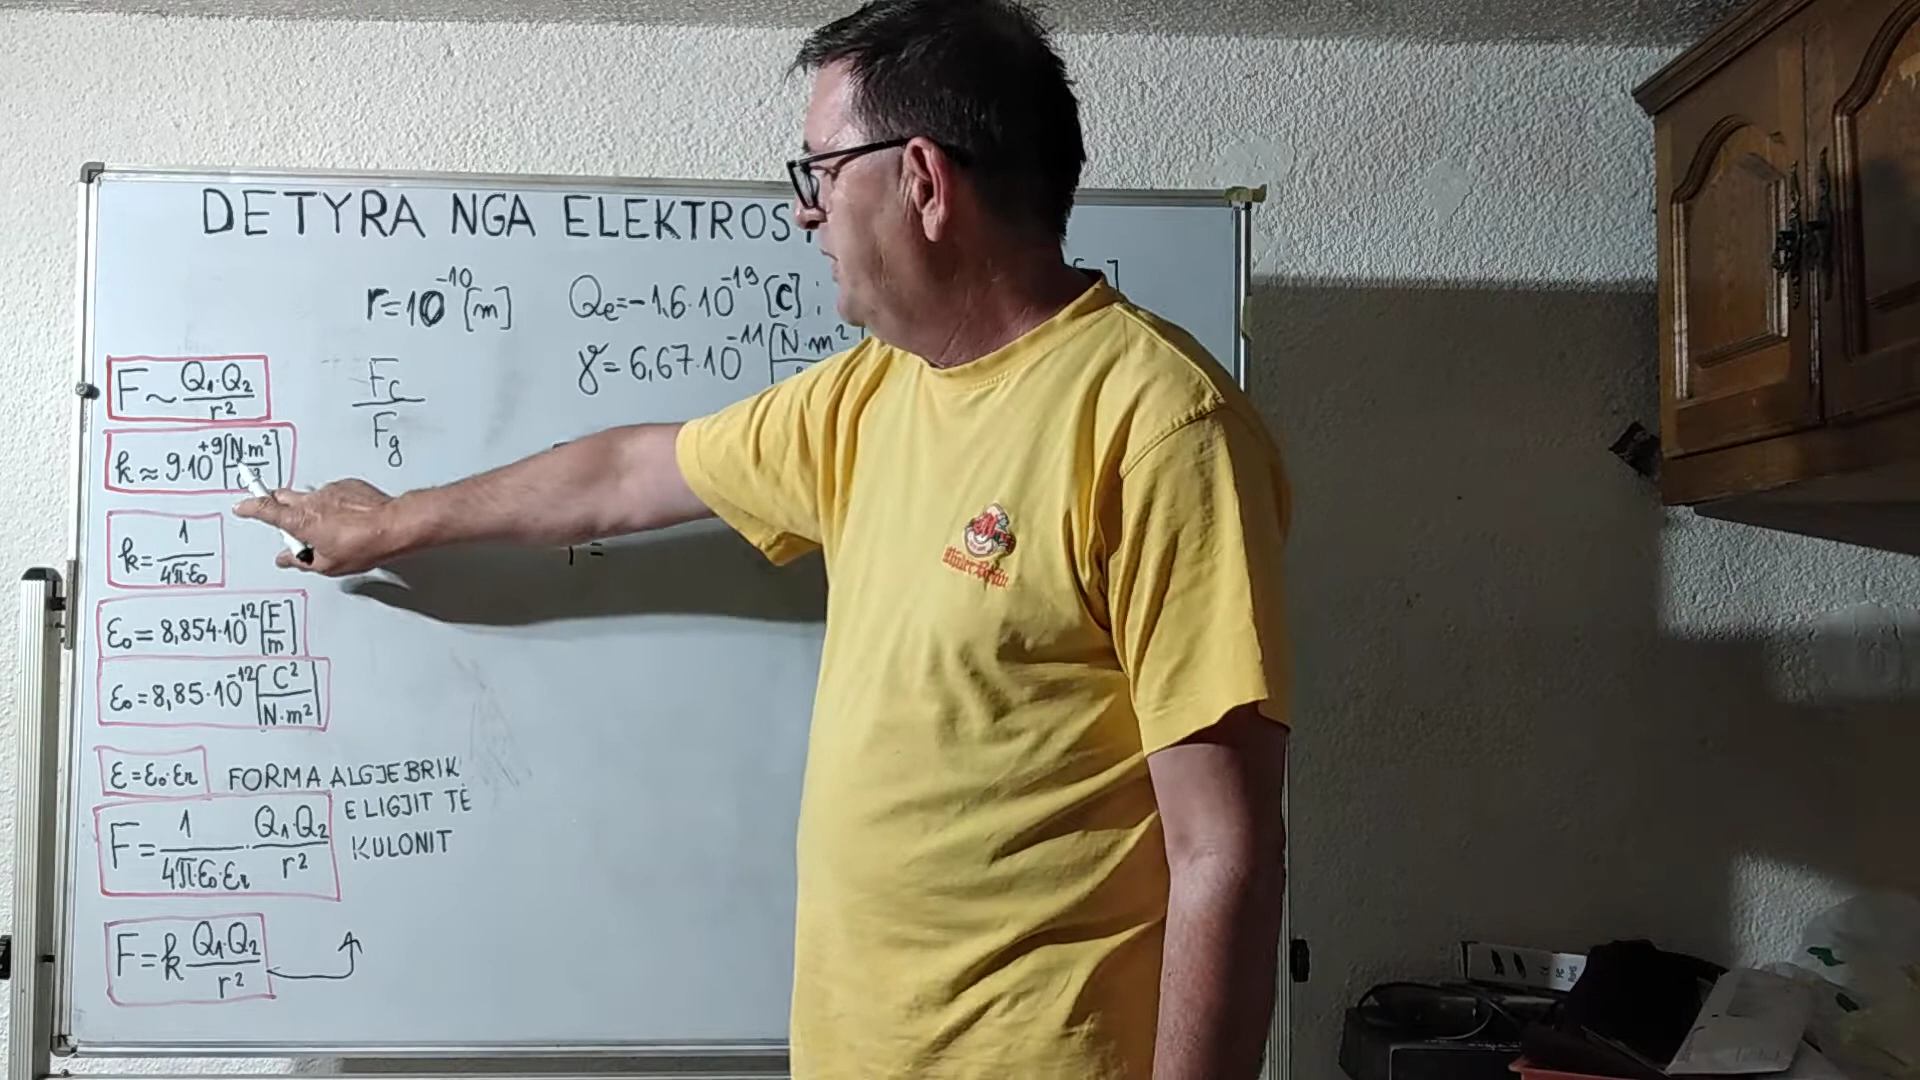 DETYRA NGA ELEKTROS
r=10⁻¹⁰[m]
Qe=-1,6·10⁻¹⁹[C];
γ=6,67·10⁻¹¹[N·m²
Fc/Fg
F~Q₁·Q₂/r²
k≈9·10⁺⁹[N·m²/
k=1/4π·ε₀
ε₀=8,854·10⁻¹²[F/m]
ε₀=8,85·10⁻¹²[C²/N·m²]
ε=ε₀·εr
FORMA ALGJEBRIK
E LIGJIT TË
KULONIT
F=1/4π·ε₀·εr·Q₁·Q₂/r²
F=k Q₁·Q₂/r²